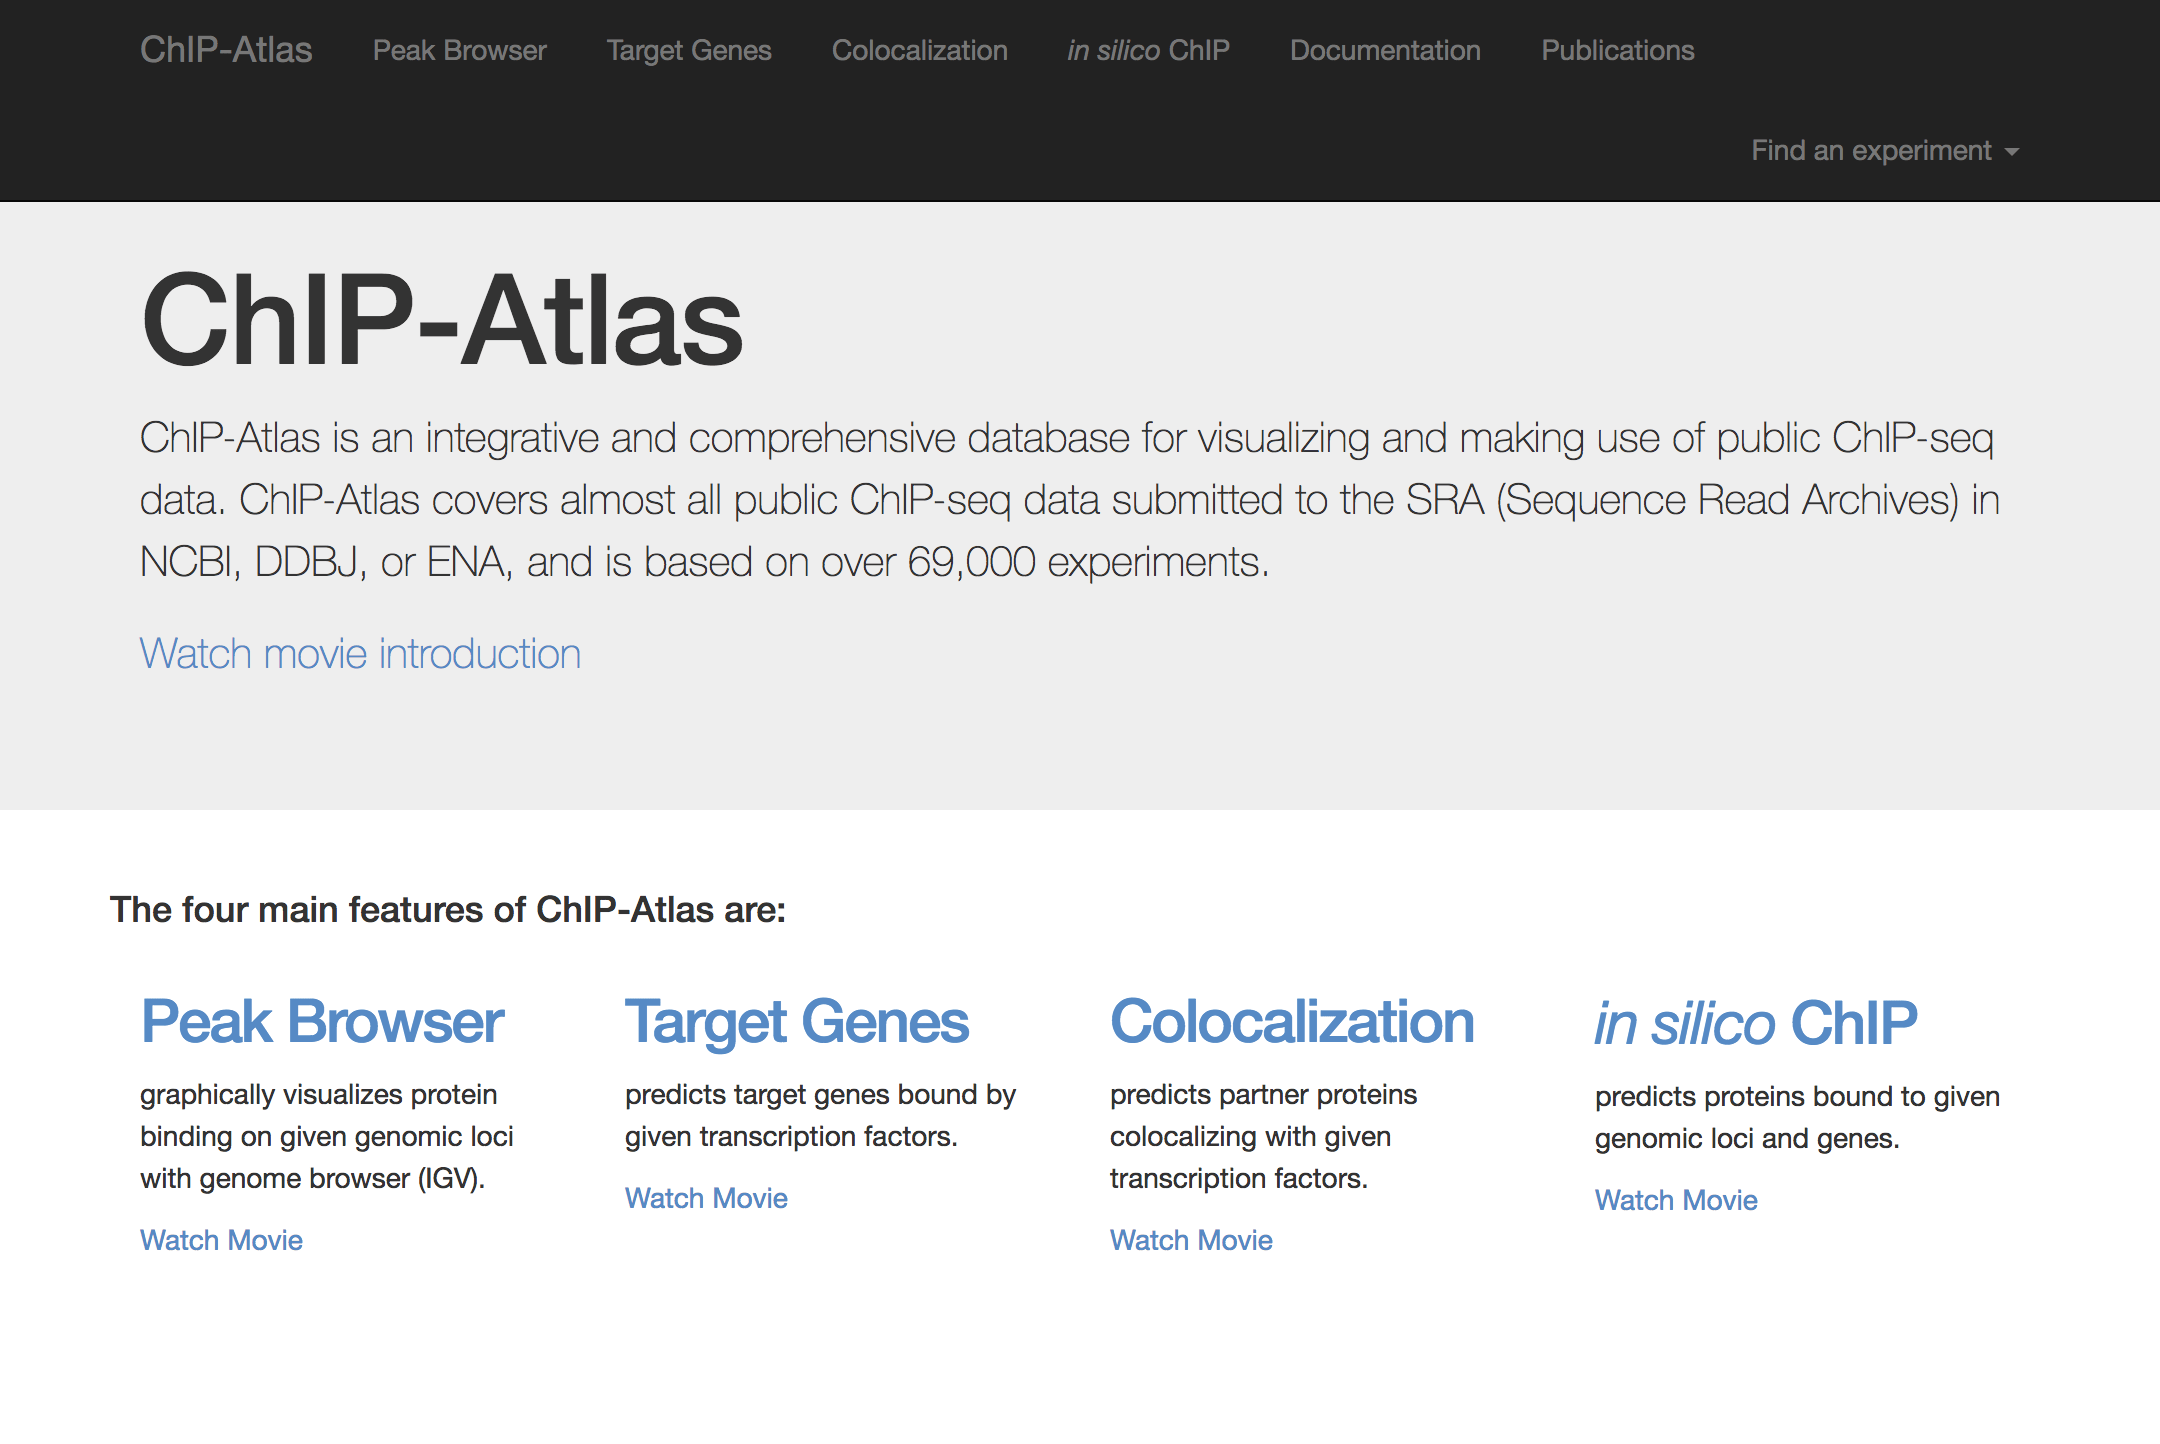 ChIP-Atlas Peak Browser Target Genes Colocalization in silico ChIP Documentation Publications
Find an experiment
ChIP-Atlas
ChIP-Atlas is an integrative and comprehensive database for visualizing and making use of public ChIP-seq
data. ChIP-Atlas covers almost all public ChIP-seq data submitted to the SRA (Sequence Read Archives) in
NCBI, DDBJ, or ENA, and is based on over 69,000 experiments.
Watch movie introduction
The four main features of ChIP-Atlas are:
Peak Browser
graphically visualizes protein
binding on given genomic loci
with genome browser (IGV).
Watch Movie
Target Genes
predicts target genes bound by
given transcription factors.
Watch Movie
Colocalization
predicts partner proteins
colocalizing with given
transcription factors.
Watch Movie
in silico ChIP
predicts proteins bound to given
genomic loci and genes.
Watch Movie